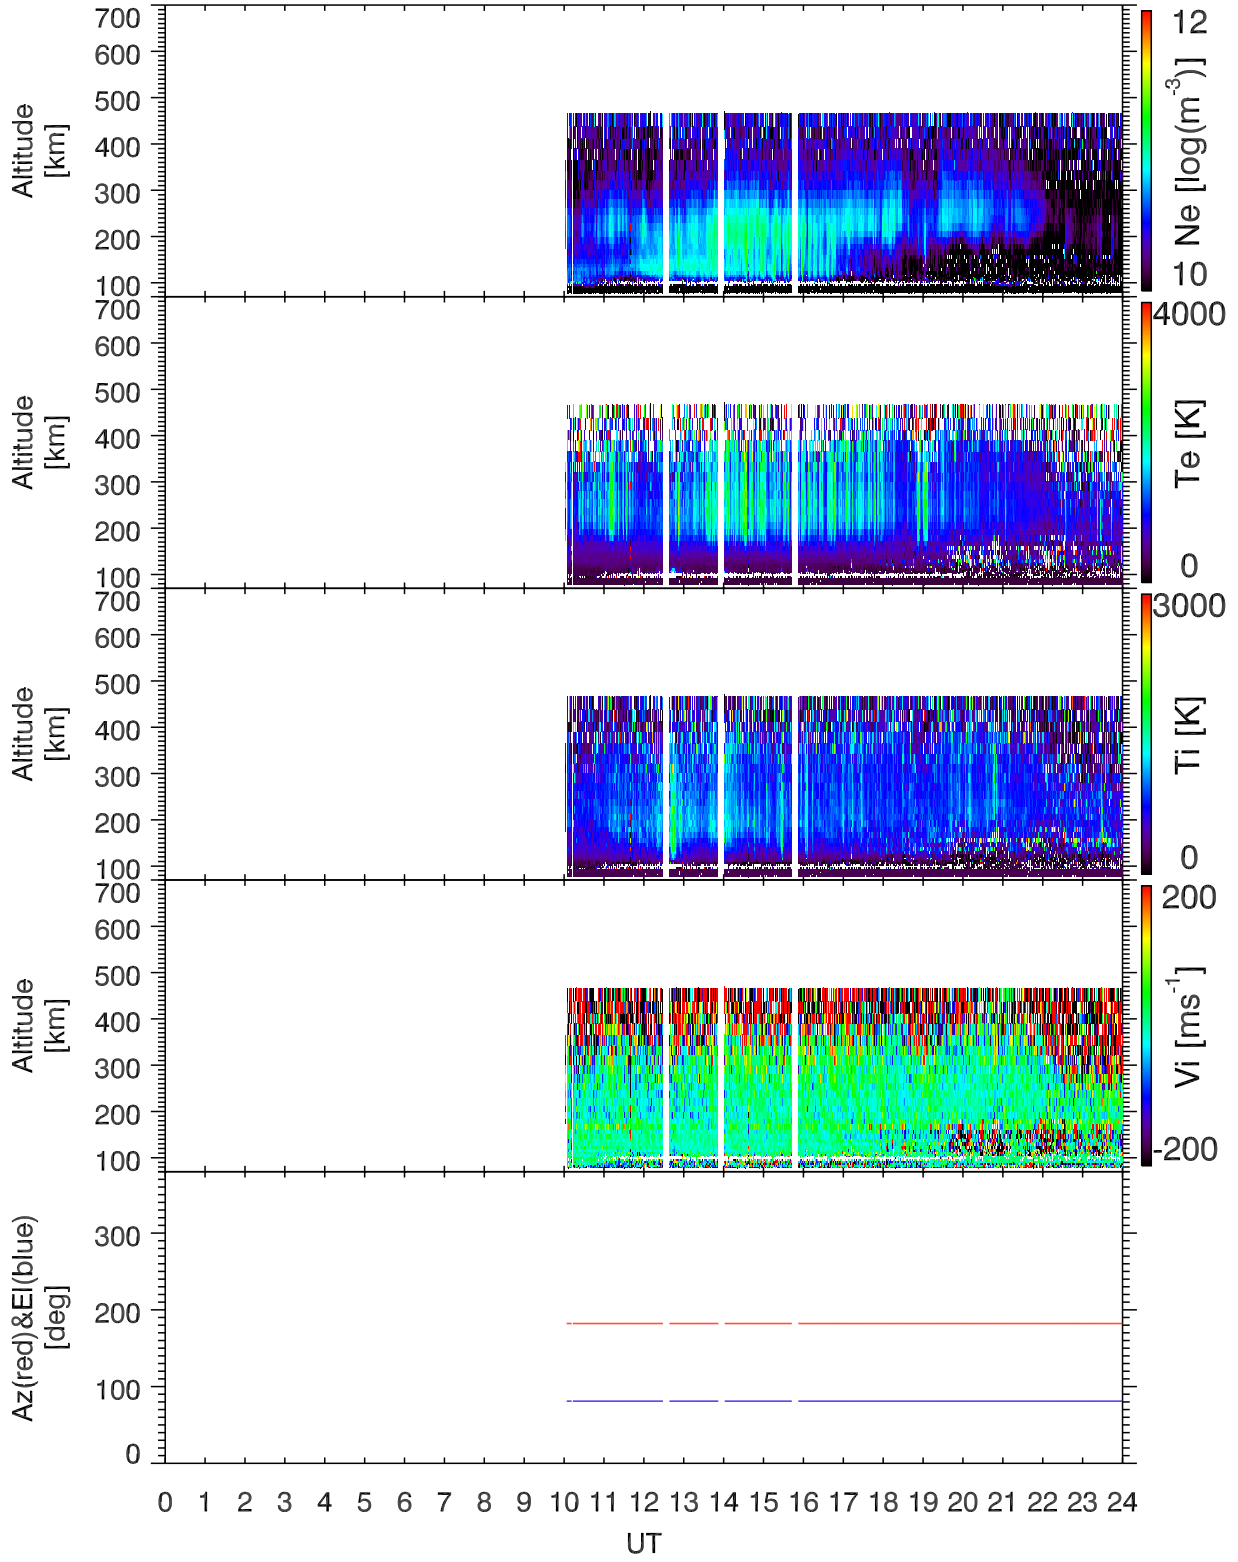 700
600
500
400
300
200
100
Altitude
[km]
12
10
Ne [log(m⁻³)]
700
600
500
400
300
200
100
Altitude
[km]
4000
0
Te [K]
700
600
500
400
300
200
100
Altitude
[km]
3000
0
Ti [K]
700
600
500
400
300
200
100
Altitude
[km]
200
-200
Vi [ms⁻¹]
300
200
100
0
Az(red)&El(blue)
[deg]
0 1 2 3 4 5 6 7 8 9 10 11 12 13 14 15 16 17 18 19 20 21 22 23 24
UT